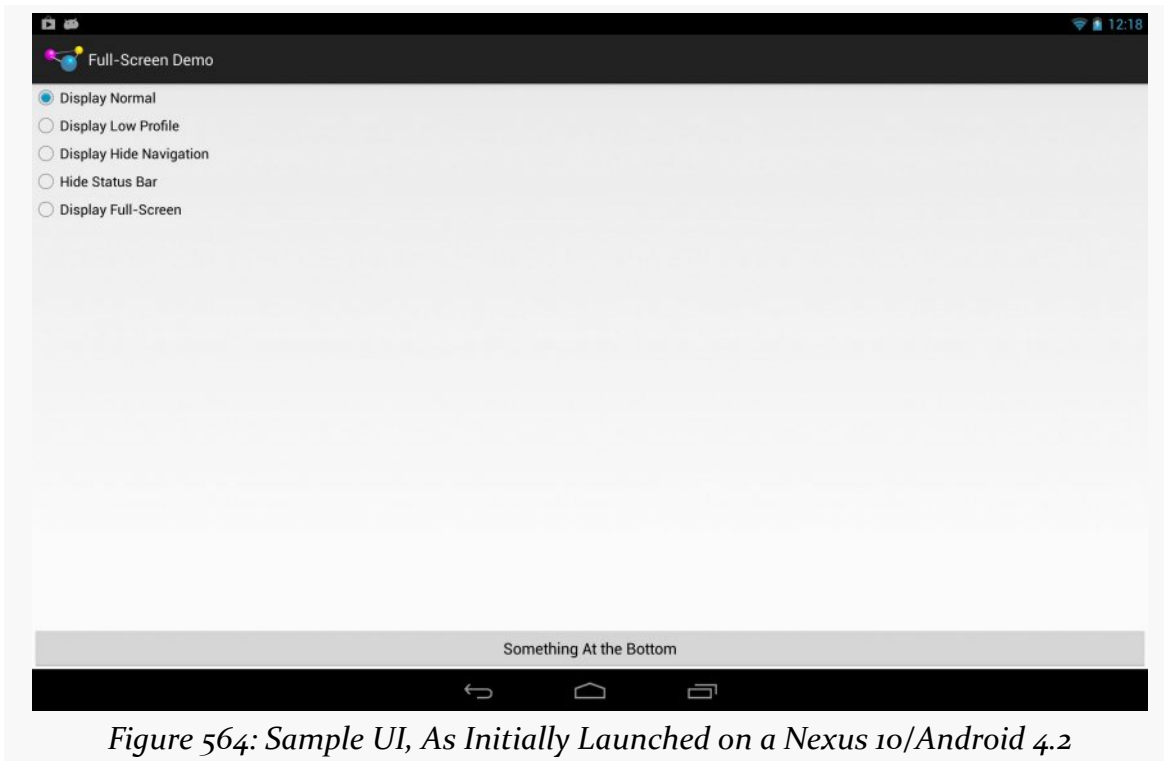 12:18
Full-Screen Demo
Display Normal
Display Low Profile
Display Hide Navigation
Hide Status Bar
Display Full-Screen
Something At the Bottom
Figure 564: Sample UI, As Initially Launched on a Nexus 10/Android 4.2